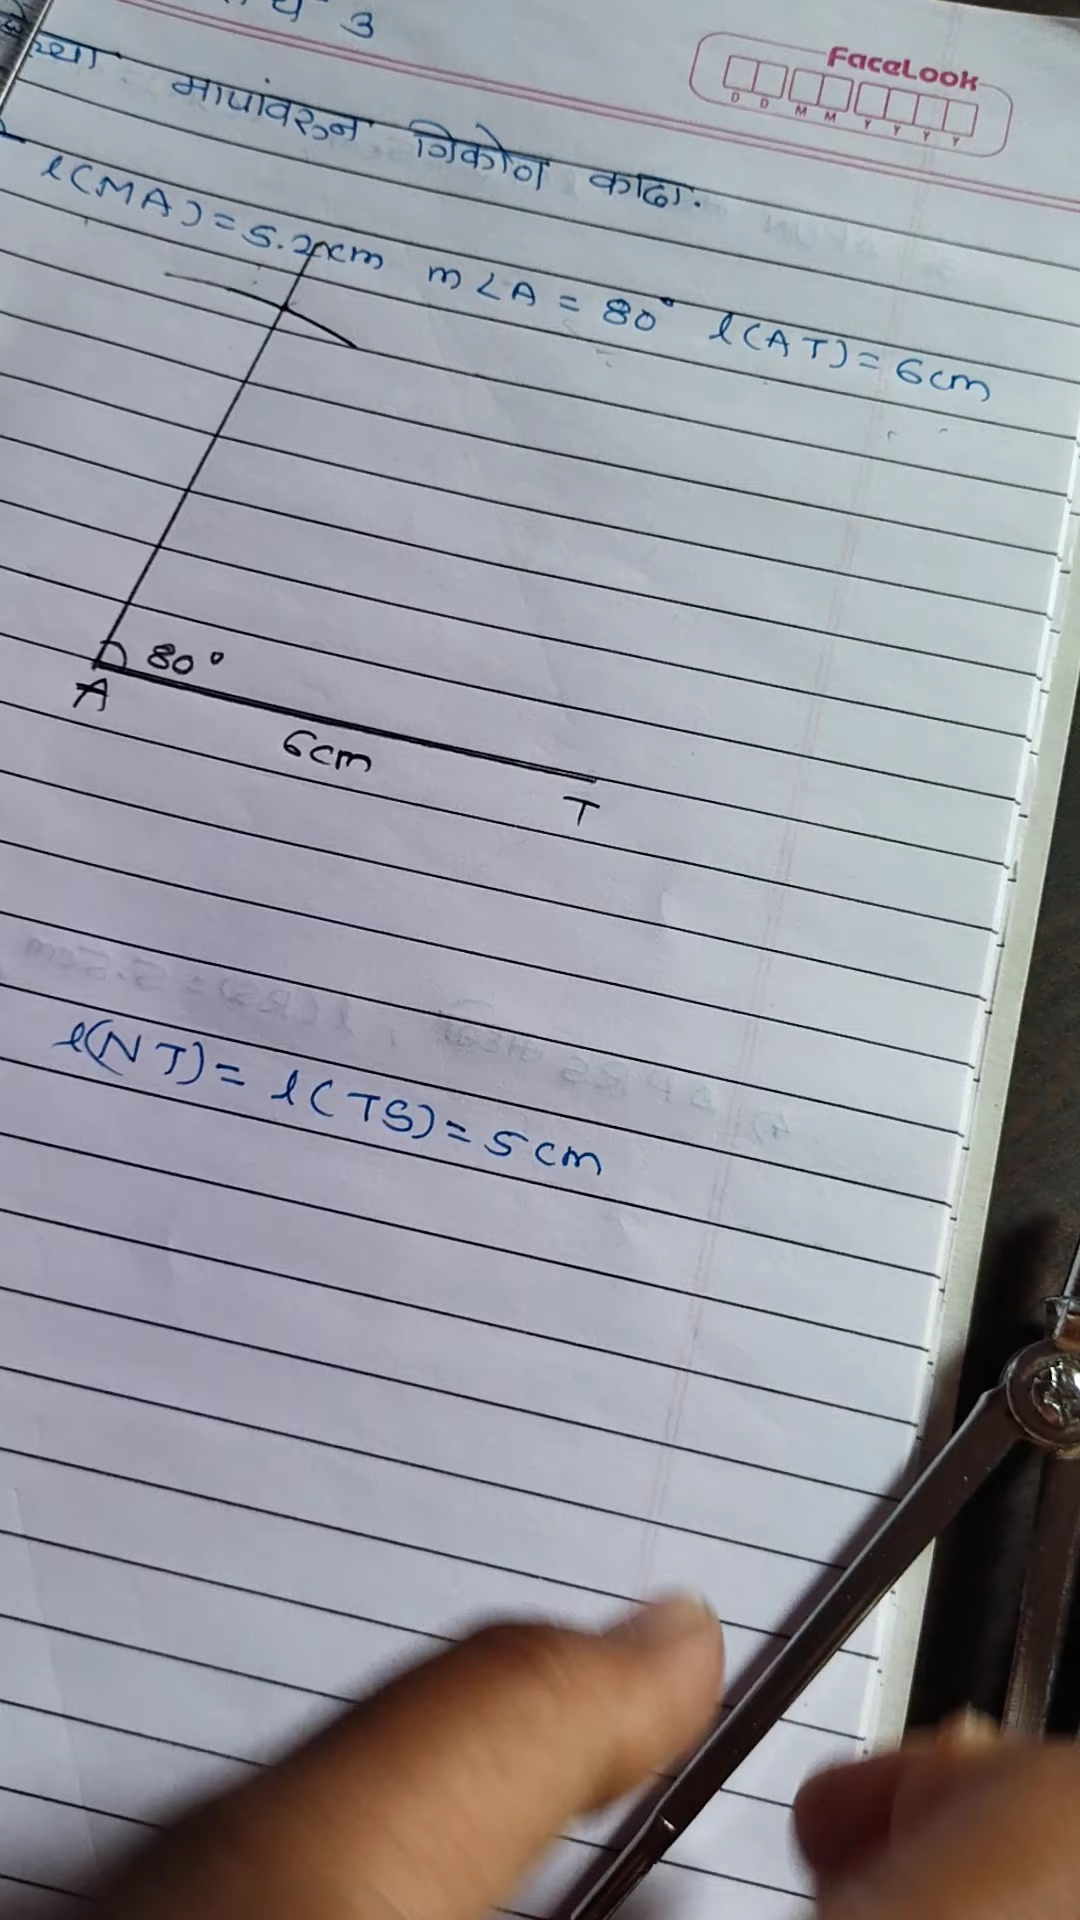 3
FaceLook
D D M M Y Y Y Y
मापांवरून त्रिकोण काढा.
l(MA) = 5.2cm m∠A = 80° l(AT) = 6cm
80°
A
6cm
T
l(NT) = l(TS) = 5cm